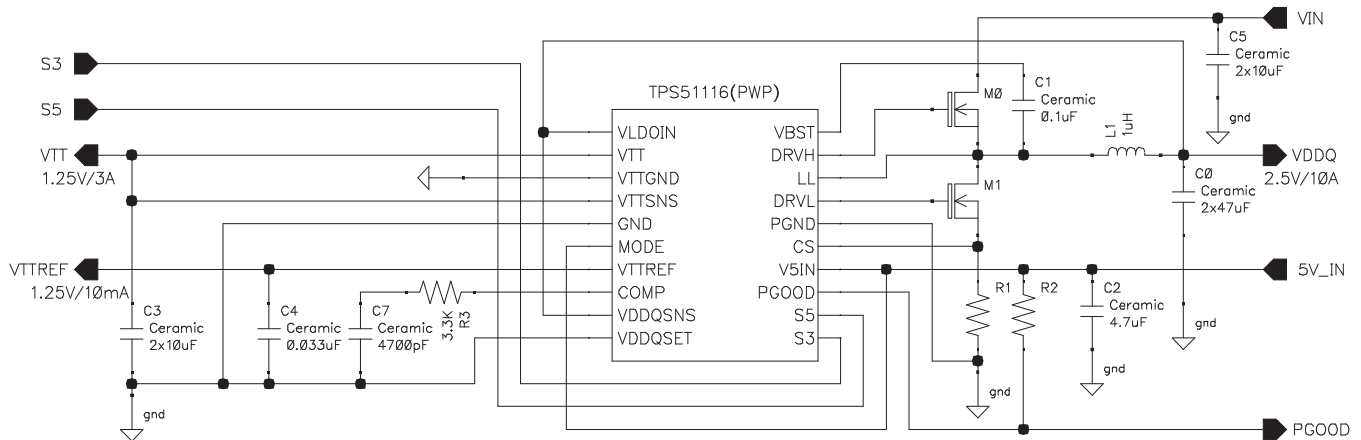 VIN
C5
Ceramic
2x10uF
gnd
S3
S5
VTT
1.25V/3A
VTTREF
1.25V/10mA
TPS51116(PWP)
VLDOIN
VTT
VTTGND
VTTSNS
GND
MODE
VTTREF
COMP
VDDQSNS
VDDQSET
VBST
DRVH
LL
DRVL
PGND
CS
V5IN
PGOOD
S5
S3
M0
C1
Ceramic
0.1uF
L1
1uH
VDDQ
2.5V/10A
M1
C0
Ceramic
2x47uF
gnd
5V_IN
R1
R2
C2
Ceramic
4.7uF
gnd
gnd
PGOOD
C3
Ceramic
2x10uF
C4
Ceramic
0.033uF
C7
Ceramic
4700pF
3.3K
R3
gnd